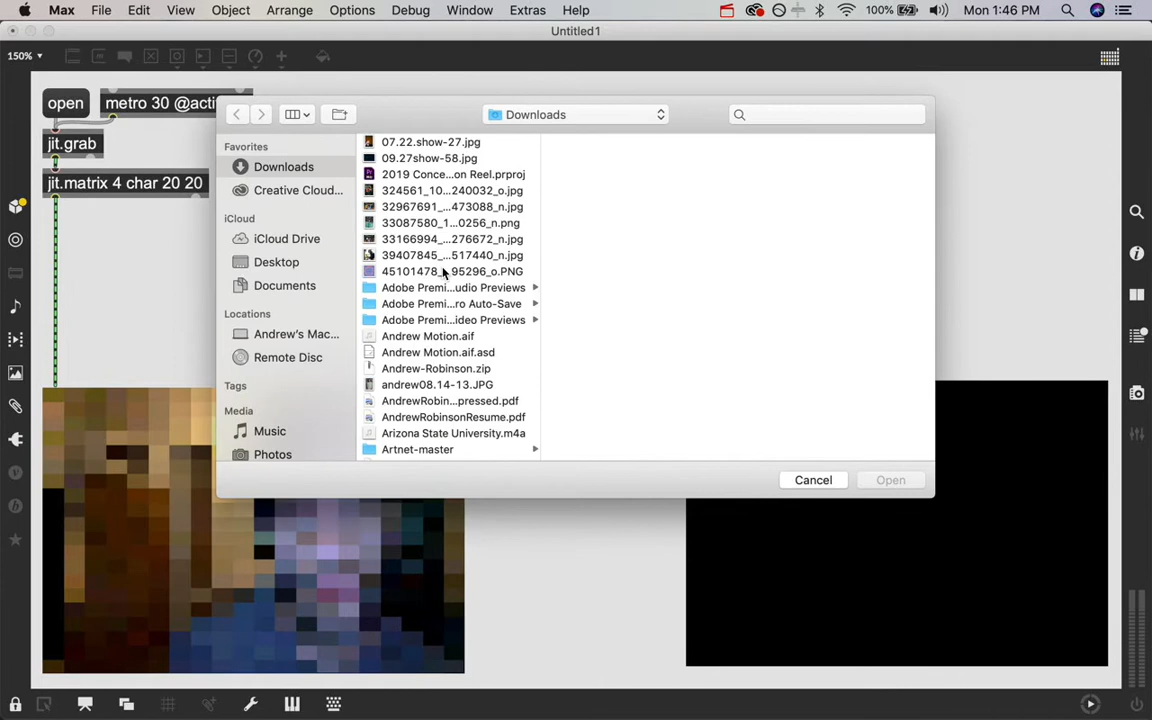 Max File Edit View Object Arrange Options Debug Window Extras Help 100% Mon 1:46 PM
Untitled1
150%
open
metro 30 @acti
jit.grab
jit.matrix 4 char 20 20
Downloads
Favorites
Downloads
Creative Cloud...
iCloud
iCloud Drive
Desktop
Documents
Locations
Andrew's Mac...
Remote Disc
Tags
Media
Music
Photos
07.22.show-27.jpg
09.27show-58.jpg
2019 Conce...on Reel.prproj
324561_10...240032_o.jpg
32967691_...473088_n.jpg
33087580_1...0256_n.png
33166994_...276672_n.jpg
39407845_...517440_n.jpg
45101478_...95296_o.PNG
Adobe Premi...udio Previews
Adobe Premi...ro Auto-Save
Adobe Premi...ideo Previews
Andrew Motion.aif
Andrew Motion.aif.asd
Andrew-Robinson.zip
andrew08.14-13.JPG
AndrewRobin...pressed.pdf
AndrewRobinsonResume.pdf
Arizona State University.m4a
Artnet-master
Cancel
Open